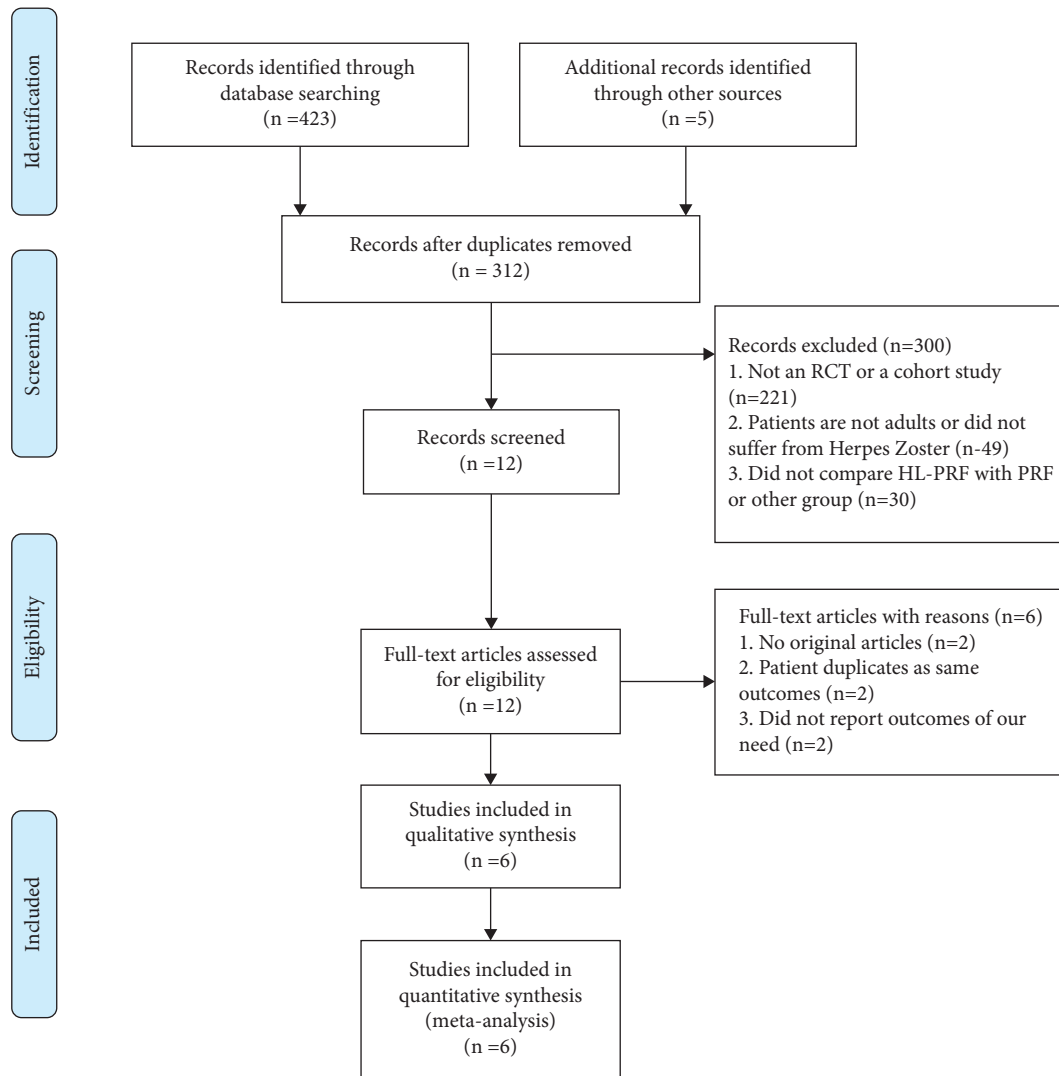 Identification
Records identified through
database searching
(n =423)
Additional records identified
through other sources
(n =5)
Records after duplicates removed
(n = 312)
Screening
Records excluded (n=300)
1. Not an RCT or a cohort study
(n=221)
2. Patients are not adults or did not
suffer from Herpes Zoster (n-49)
3. Did not compare HL-PRF with PRF
or other group (n=30)
Records screened
(n =12)
Eligibility
Full-text articles assessed
for eligibility
(n =12)
Full-text articles with reasons (n=6)
1. No original articles (n=2)
2. Patient duplicates as same
outcomes (n=2)
3. Did not report outcomes of our
need (n=2)
Included
Studies included in
qualitative synthesis
(n =6)
Studies included in
quantitative synthesis
(meta-analysis)
(n =6)